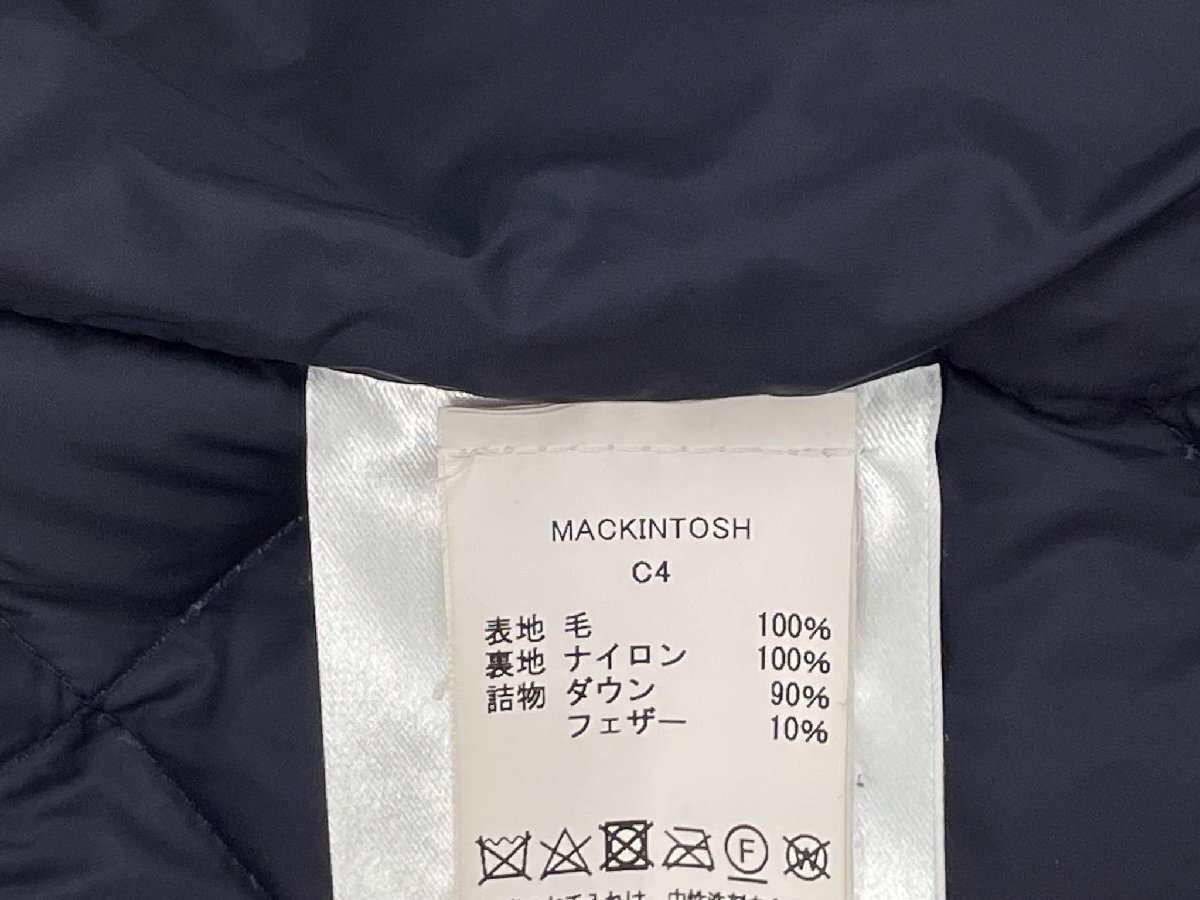 MACKINTOSH
C4
表地 毛 100%
裏地 ナイロン 100%
詰物 ダウン 90%
フェザー 10%
F W